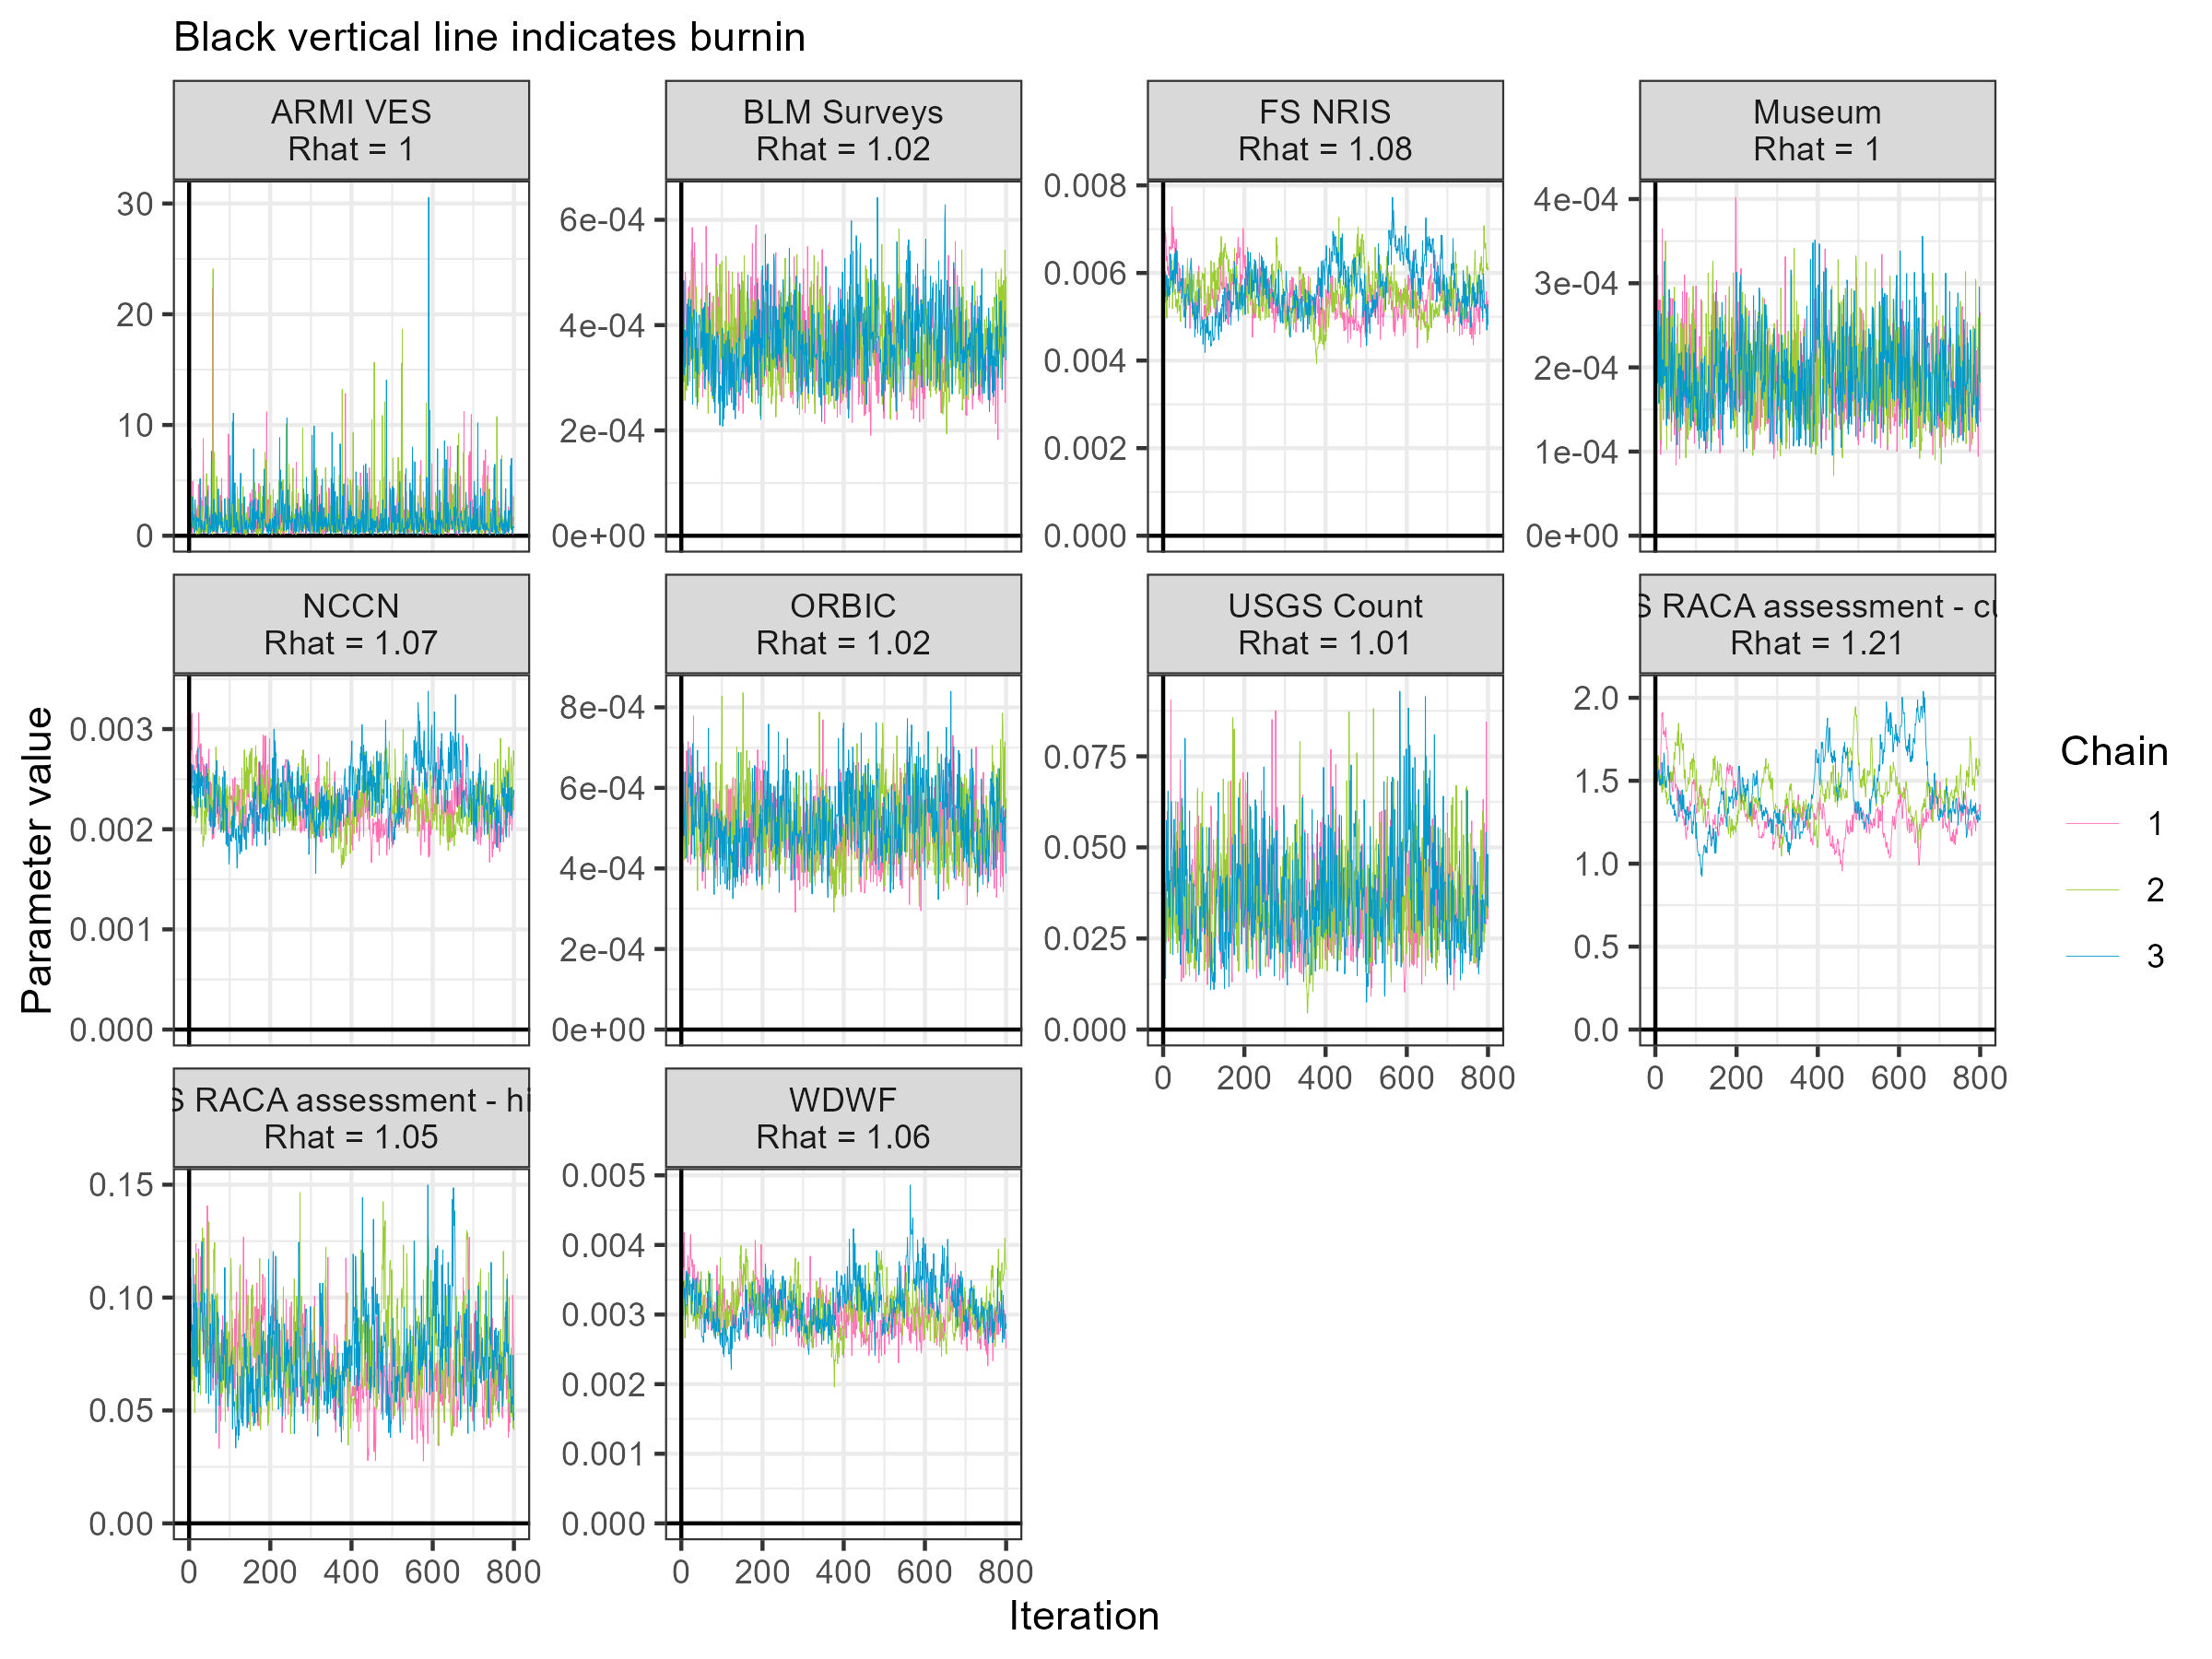 Black vertical line indicates burnin
ARMI VES
Rhat = 1
BLM Surveys
Rhat = 1.02
FS NRIS
Rhat = 1.08
Museum
Rhat = 1
30
20
10
0
6e-04
4e-04
2e-04
0e+00
0.008
0.006
0.004
0.002
0.000
4e-04
3e-04
2e-04
1e-04
0e+00
NCCN
Rhat = 1.07
ORBIC
Rhat = 1.02
USGS Count
Rhat = 1.01
S RACA assessment - cu
Rhat = 1.21
0.003
0.002
0.001
0.000
8e-04
6e-04
4e-04
2e-04
0e+00
0.075
0.050
0.025
0.000
2.0
1.5
1.0
0.5
0.0
0 200 400 600 800
0 200 400 600 800
S RACA assessment - hi
Rhat = 1.05
WDWF
Rhat = 1.06
0.15
0.10
0.05
0.00
0.005
0.004
0.003
0.002
0.001
0.000
0 200 400 600 800
0 200 400 600 800
Iteration
Parameter value
Chain
1
2
3